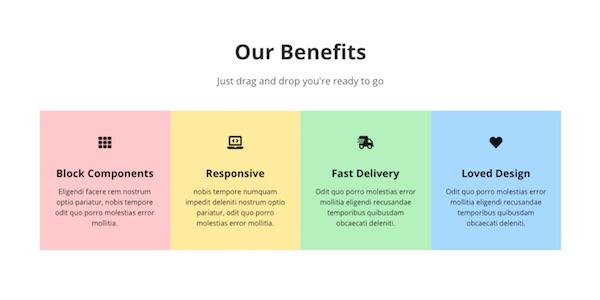 Our Benefits
Just drag and drop you're ready to go
Block Components
Eligendi facere rem nostrum
optio pariatur, nobis tempore
odit quo porro molestias error
mollitia.
Responsive
nobis tempore numquam
impedit deleniti nostrum optio
pariatur, odit quo porro
molestias error mollitia.
Fast Delivery
Odit quo porro molestias error
mollitia eligendi recusandae
temporibus quibusdam
obcaecati deleniti.
Loved Design
Odit quo porro molestias error
mollitia eligendi recusandae
temporibus quibusdam
obcaecati deleniti.